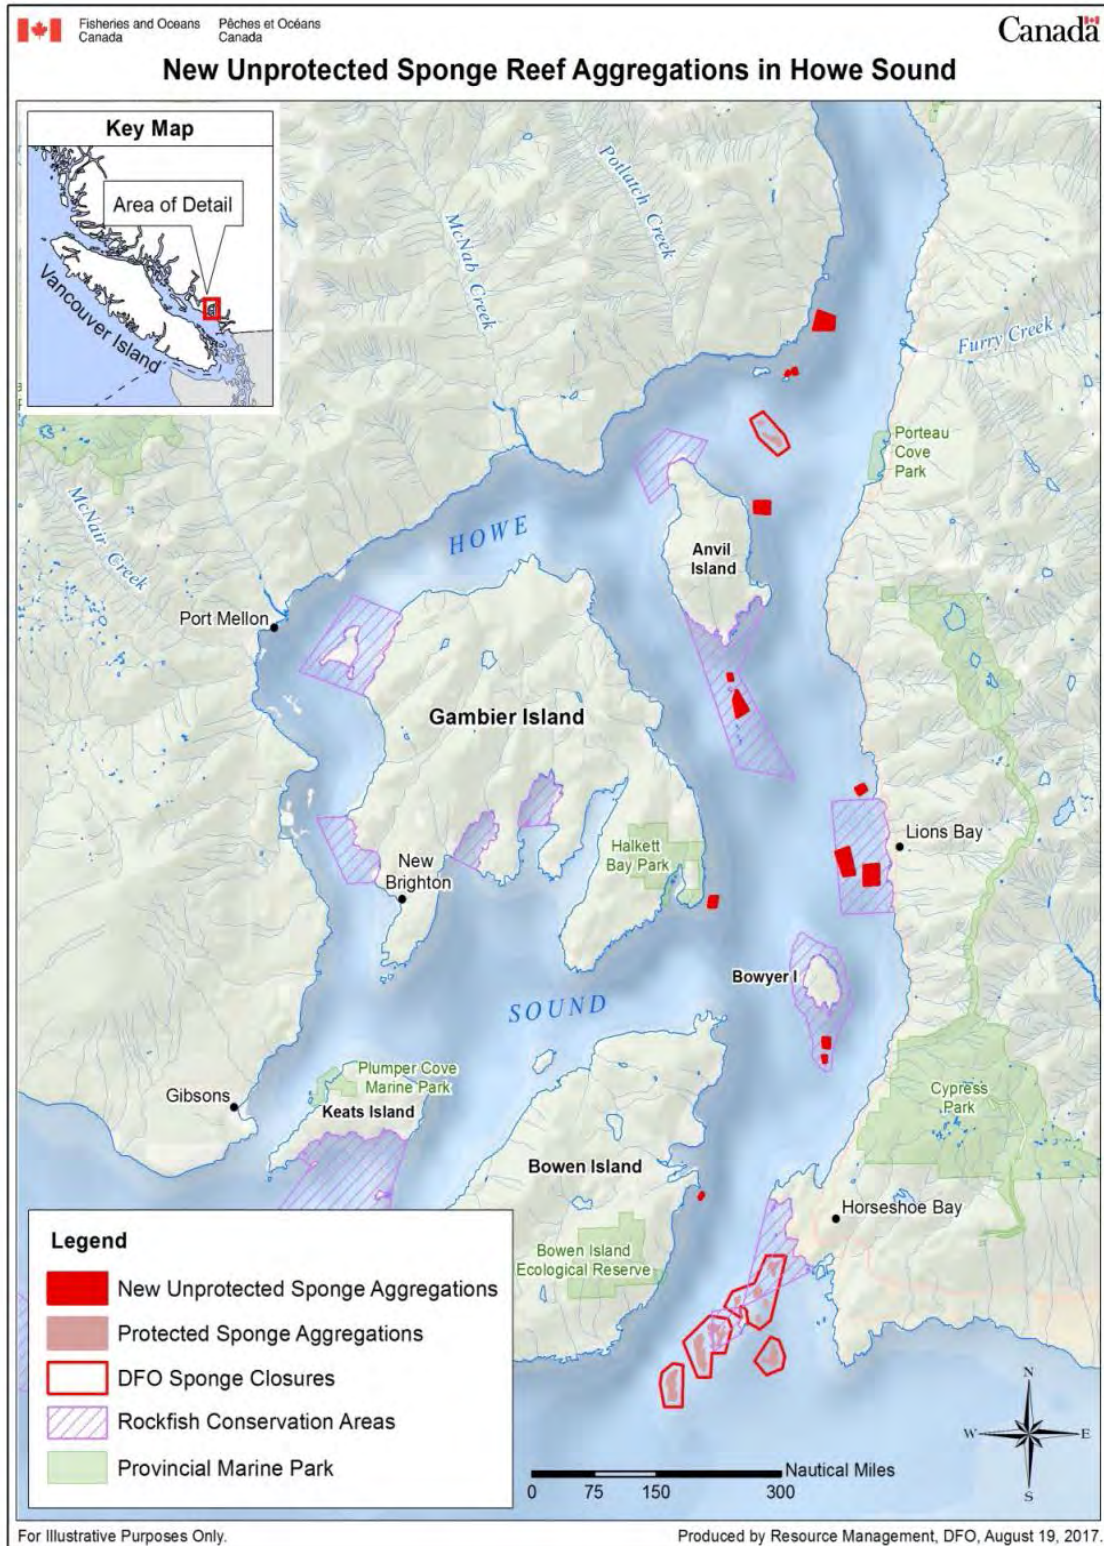 Fisheries and Oceans Canada
Pêches et Océans Canada
Canada
New Unprotected Sponge Reef Aggregations in Howe Sound
Key Map
Area of Detail
Vancouver Island
Potlatch Creek
McNab Creek
Furry Creek
Porteau
Cove
Park
McNair Creek
HOWE
Anvil
Island
Port Mellon
Gambier Island
Lions Bay
Halkett
Bay Park
New
Brighton
Bowyer I
SOUND
Plumper Cove
Marine Park
Gibsons
Keats Island
Cypress
Park
Bowen Island
Horseshoe Bay
Bowen Island
Ecological Reserve
Legend
New Unprotected Sponge Aggregations
Protected Sponge Aggregations
DFO Sponge Closures
Rockfish Conservation Areas
Provincial Marine Park
N
W E
S
Nautical Miles
0 75 150 300
For Illustrative Purposes Only.
Produced by Resource Management, DFO, August 19, 2017.